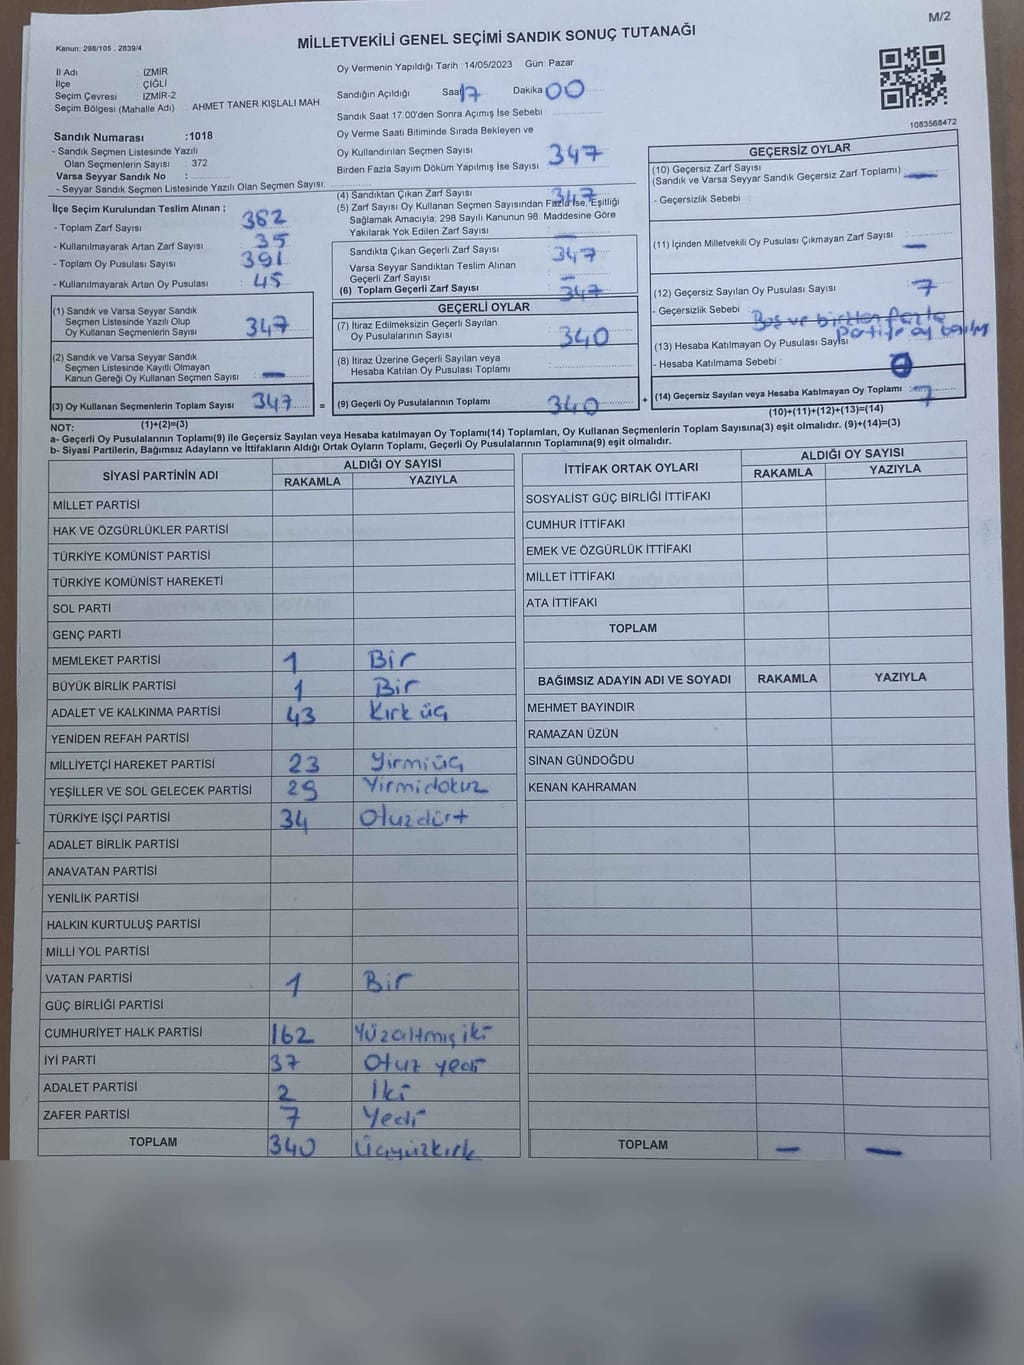 M/2
Kanun; 298/105 , 2839/4
MİLLETVEKİLİ GENEL SEÇİMİ SANDIK SONUÇ TUTANAĞI
İl Adı : İZMİR
İlçe : ÇİĞLİ
Seçim Çevresi : İZMİR-2
Seçim Bölgesi (Mahalle Adı) : AHMET TANER KIŞLALI MAH
Sandık Numarası :1018
- Sandık Seçmen Listesinde Yazılı
Olan Seçmenlerin Sayısı : 372
Varsa Seyyar Sandık No :
- Seyyar Sandık Seçmen Listesinde Yazılı Olan Seçmen Sayısı:
Oy Vermenin Yapıldığı Tarih :14/05/2023 Gün: Pazar
Sandığın Açıldığı Saat 17 Dakika 00
Sandık Saat 17:00'den Sonra Açımış İse Sebebi
Oy Verme Saati Bitiminde Sırada Bekleyen ve
Oy Kullandırılan Seçmen Sayısı 347
Birden Fazla Sayım Döküm Yapılmış İse Sayısı
1083568472
İlçe Seçim Kurulundan Teslim Alınan ;
- Toplam Zarf Sayısı : 382
- Kullanılmayarak Artan Zarf Sayısı : 35
- Toplam Oy Pusulası Sayısı : 391
- Kullanılmayarak Artan Oy Pusulası : 45
(1) Sandık ve Varsa Seyyar Sandık
Seçmen Listesinde Yazılı Olup
Oy Kullanan Seçmenlerin Sayısı : 347
(2) Sandık ve Varsa Seyyar Sandık
Seçmen Listesinde Kayıtlı Olmayan
Kanun Gereği Oy Kullanan Seçmen Sayısı : —
(3) Oy Kullanan Seçmenlerin Toplam Sayısı 347 =
(4) Sandıktan Çıkan Zarf Sayısı 347
(5) Zarf Sayısı Oy Kullanan Seçmen Sayısından Fazla İse, Eşitliği
Sağlamak Amacıyla; 298 Sayılı Kanunun 98. Maddesine Göre
Yakılarak Yok Edilen Zarf Sayısı : —
Sandıkta Çıkan Geçerli Zarf Sayısı : 347
Varsa Seyyar Sandıktan Teslim Alınan
Geçerli Zarf Sayısı : —
(6) Toplam Geçerli Zarf Sayısı : 347
GEÇERLİ OYLAR
(7) İtiraz Edilmeksizin Geçerli Sayılan
Oy Pusulalarının Sayısı : 340
(8) İtiraz Üzerine Geçerli Sayılan veya
Hesaba Katılan Oy Pusulası Toplamı :
(9) Geçerli Oy Pusulalarının Toplamı : 340 +
GEÇERSİZ OYLAR
(10) Geçersiz Zarf Sayısı
(Sandık ve Varsa Seyyar Sandık Geçersiz Zarf Toplamı) : —
- Geçersizlik Sebebi :
(11) İçinden Milletvekili Oy Pusulası Çıkmayan Zarf Sayısı : —
(12) Geçersiz Sayılan Oy Pusulası Sayısı : 7
- Geçersizlik Sebebi : Boş ve birden fazla
Partiye oy
(13) Hesaba Katılmayan Oy Pusulası Sayısı
- Hesaba Katılmama Sebebi :
(14) Geçersiz Sayılan veya Hesaba Katılmayan Oy Toplamı : 7
(10)+(11)+(12)+(13)=(14)
NOT: (1)+(2)=(3)
a- Geçerli Oy Pusulalarının Toplamı(9) ile Geçersiz Sayılan veya Hesaba katılmayan Oy Toplamı(14) Toplamları, Oy Kullanan Seçmenlerin Toplam Sayısına(3) eşit olmalıdır. (9)+(14)=(3)
b- Siyasi Partilerin, Bağımsız Adayların ve İttifakların Aldığı Ortak Oyların Toplamı, Geçerli Oy Pusulalarının Toplamına(9) eşit olmalıdır.
SİYASİ PARTİNİN ADI ALDIĞI OY SAYISI
RAKAMLA YAZIYLA
MİLLET PARTİSİ
HAK VE ÖZGÜRLÜKLER PARTİSİ
TÜRKİYE KOMÜNİST PARTİSİ
TÜRKİYE KOMÜNİST HAREKETİ
SOL PARTİ
GENÇ PARTİ
MEMLEKET PARTİSİ 1 Bir
BÜYÜK BİRLİK PARTİSİ 1 Bir
ADALET VE KALKINMA PARTİSİ 43 Kırk üç
YENİDEN REFAH PARTİSİ
MİLLİYETÇİ HAREKET PARTİSİ 23 Yirmiüç
YEŞİLLER VE SOL GELECEK PARTİSİ 29 Yirmidokuz
TÜRKİYE İŞÇİ PARTİSİ 34 Otuzdört
ADALET BİRLİK PARTİSİ
ANAVATAN PARTİSİ
YENİLİK PARTİSİ
HALKIN KURTULUŞ PARTİSİ
MİLLİ YOL PARTİSİ
VATAN PARTİSİ 1 Bir
GÜÇ BİRLİĞİ PARTİSİ
CUMHURİYET HALK PARTİSİ 162 Yüzaltmış iki
İYİ PARTİ 37 Otuz yedi
ADALET PARTİSİ 2 İki
ZAFER PARTİSİ 7 Yedi
TOPLAM 340 Üçyüzkırk
İTTİFAK ORTAK OYLARI ALDIĞI OY SAYISI
RAKAMLA YAZIYLA
SOSYALİST GÜÇ BİRLİĞİ İTTİFAKI
CUMHUR İTTİFAKI
EMEK VE ÖZGÜRLÜK İTTİFAKI
MİLLET İTTİFAKI
ATA İTTİFAKI
TOPLAM
BAĞIMSIZ ADAYIN ADI VE SOYADI RAKAMLA YAZIYLA
MEHMET BAYINDIR
RAMAZAN ÜZÜN
SİNAN GÜNDOĞDU
KENAN KAHRAMAN
TOPLAM — —